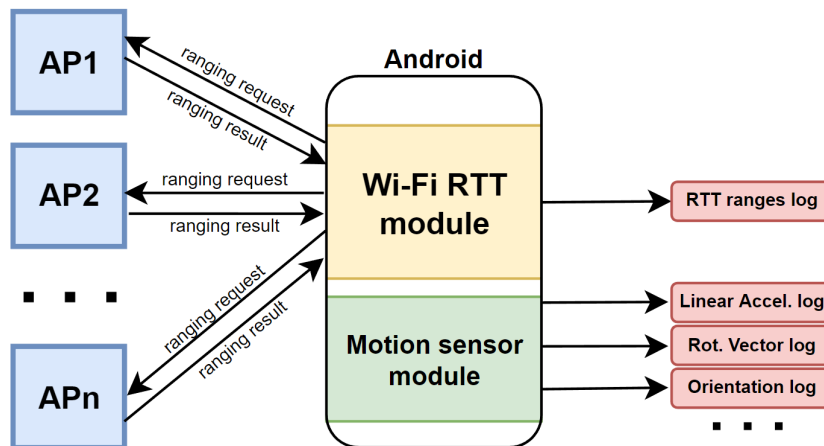 AP1
ranging request
ranging result
AP2
ranging request
ranging result
. . .
APn
ranging request
ranging result
Android
Wi-Fi RTT
module
Motion sensor
module
RTT ranges log
Linear Accel. log
Rot. Vector log
Orientation log
. . .